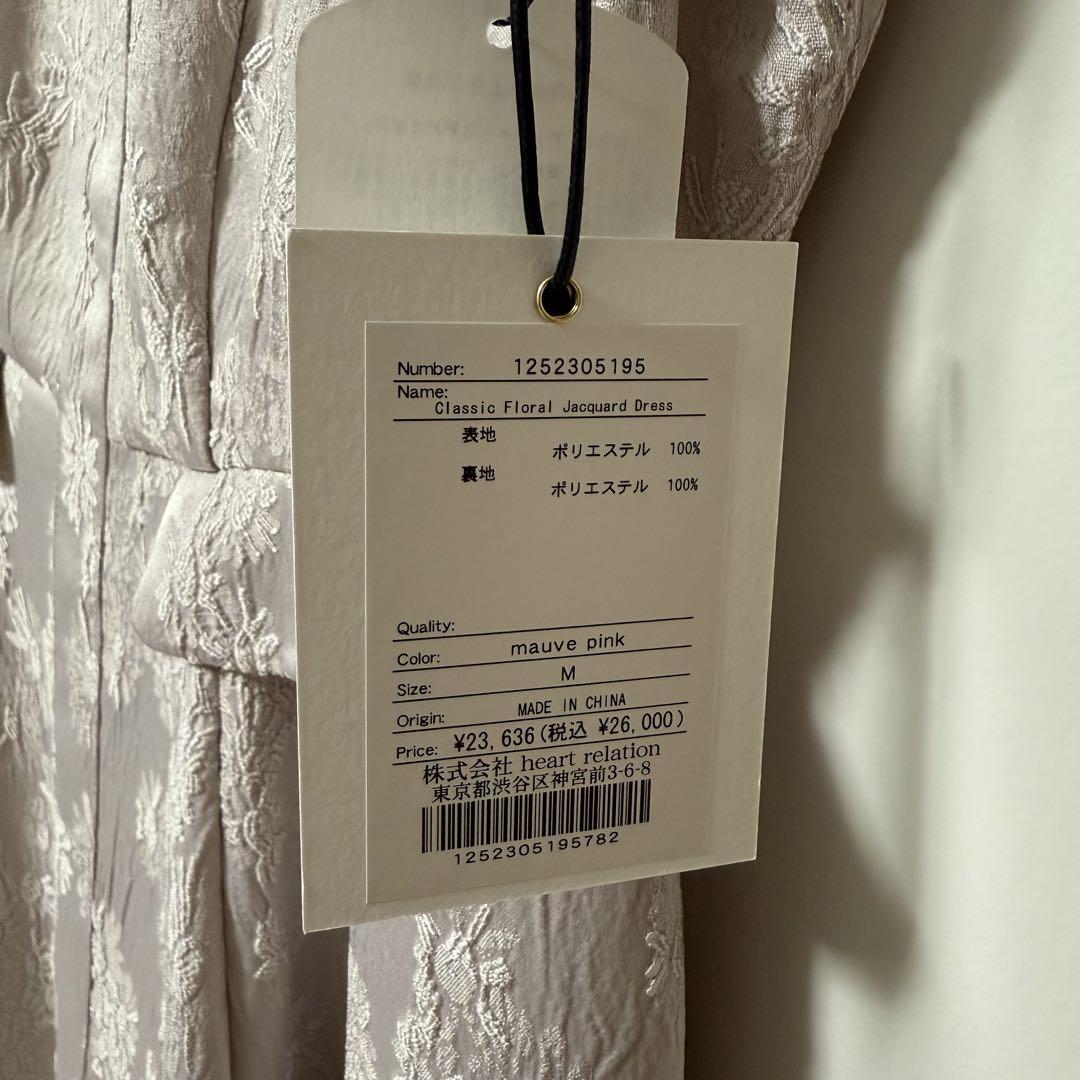 Number: 1252305195
Name:
Classic Floral Jacquard Dress
表地
ポリエステル 100%
裏地
ポリエステル 100%
Quality:
Color: mauve pink
Size: M
Origin: MADE IN CHINA
Price: ¥23,636(税込 ¥26,000)
株式会社 heart relation
東京都渋谷区神宮前3-6-8
1252305195782